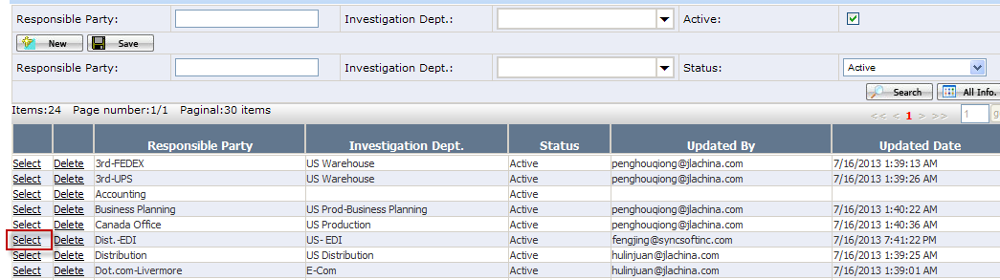 Responsible Party: Investigation Dept.: Active:
New Save
Responsible Party: Investigation Dept.: Status: Active
Search All Info.
Items:24 Page number:1/1 Paginal:30 items << < 1 > >> 1 g
Responsible Party Investigation Dept. Status Updated By Updated Date
Select Delete 3rd-FEDEX US Warehouse Active penghouqiong@jlachina.com 7/16/2013 1:39:13 AM
Select Delete 3rd-UPS US Warehouse Active penghouqiong@jlachina.com 7/16/2013 1:39:26 AM
Select Delete Accounting Active
Select Delete Business Planning US Prod-Business Planning Active penghouqiong@jlachina.com 7/16/2013 1:40:22 AM
Select Delete Canada Office US Production Active penghouqiong@jlachina.com 7/16/2013 1:40:36 AM
Select Delete Dist.-EDI US- EDI Active fengjing@syncsoftinc.com 7/16/2013 7:41:22 PM
Select Delete Distribution US Distribution Active hulinjuan@jlachina.com 7/16/2013 1:39:25 AM
Select Delete Dot.com-Livermore E-Com Active hulinjuan@jlachina.com 7/16/2013 1:39:01 AM